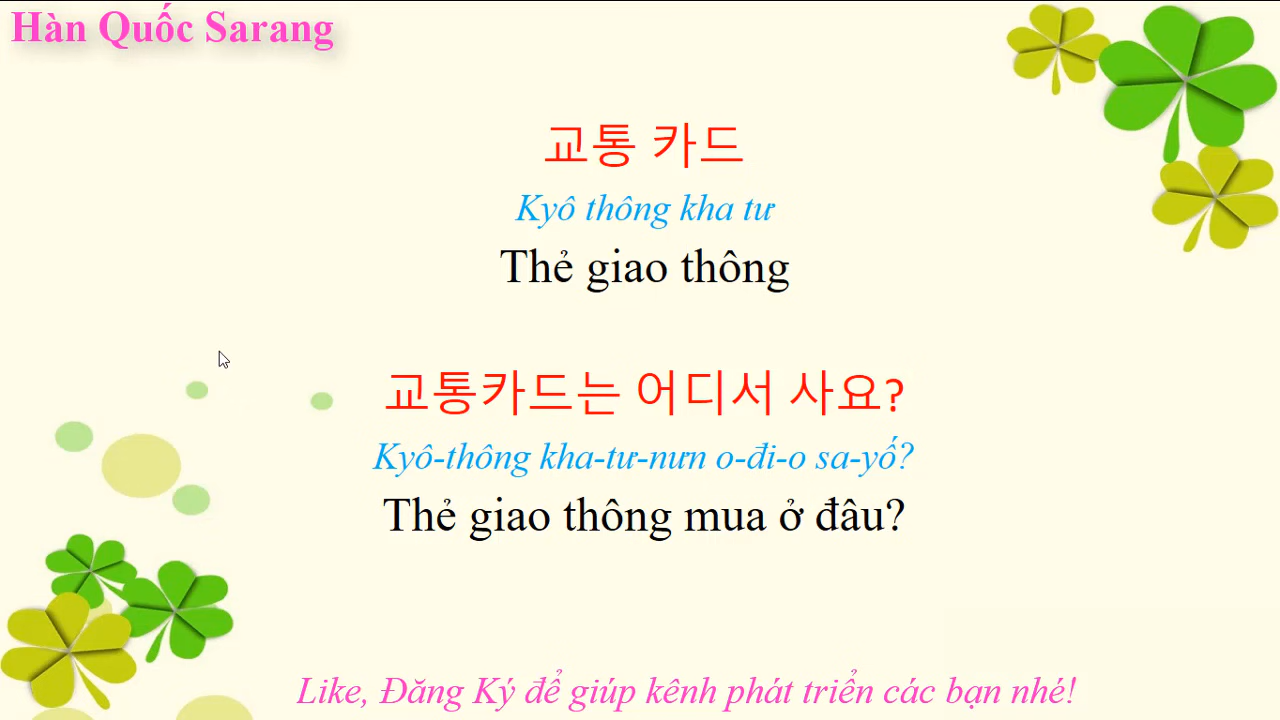 Hàn Quốc Sarang
교통 카드
Kyô thông kha tư
Thẻ giao thông
교통카드는 어디서 사요?
Kyô-thông kha-tư-nưn o-đi-o sa-yố?
Thẻ giao thông mua ở đâu?
Like, Đăng Ký để giúp kênh phát triển các bạn nhé!